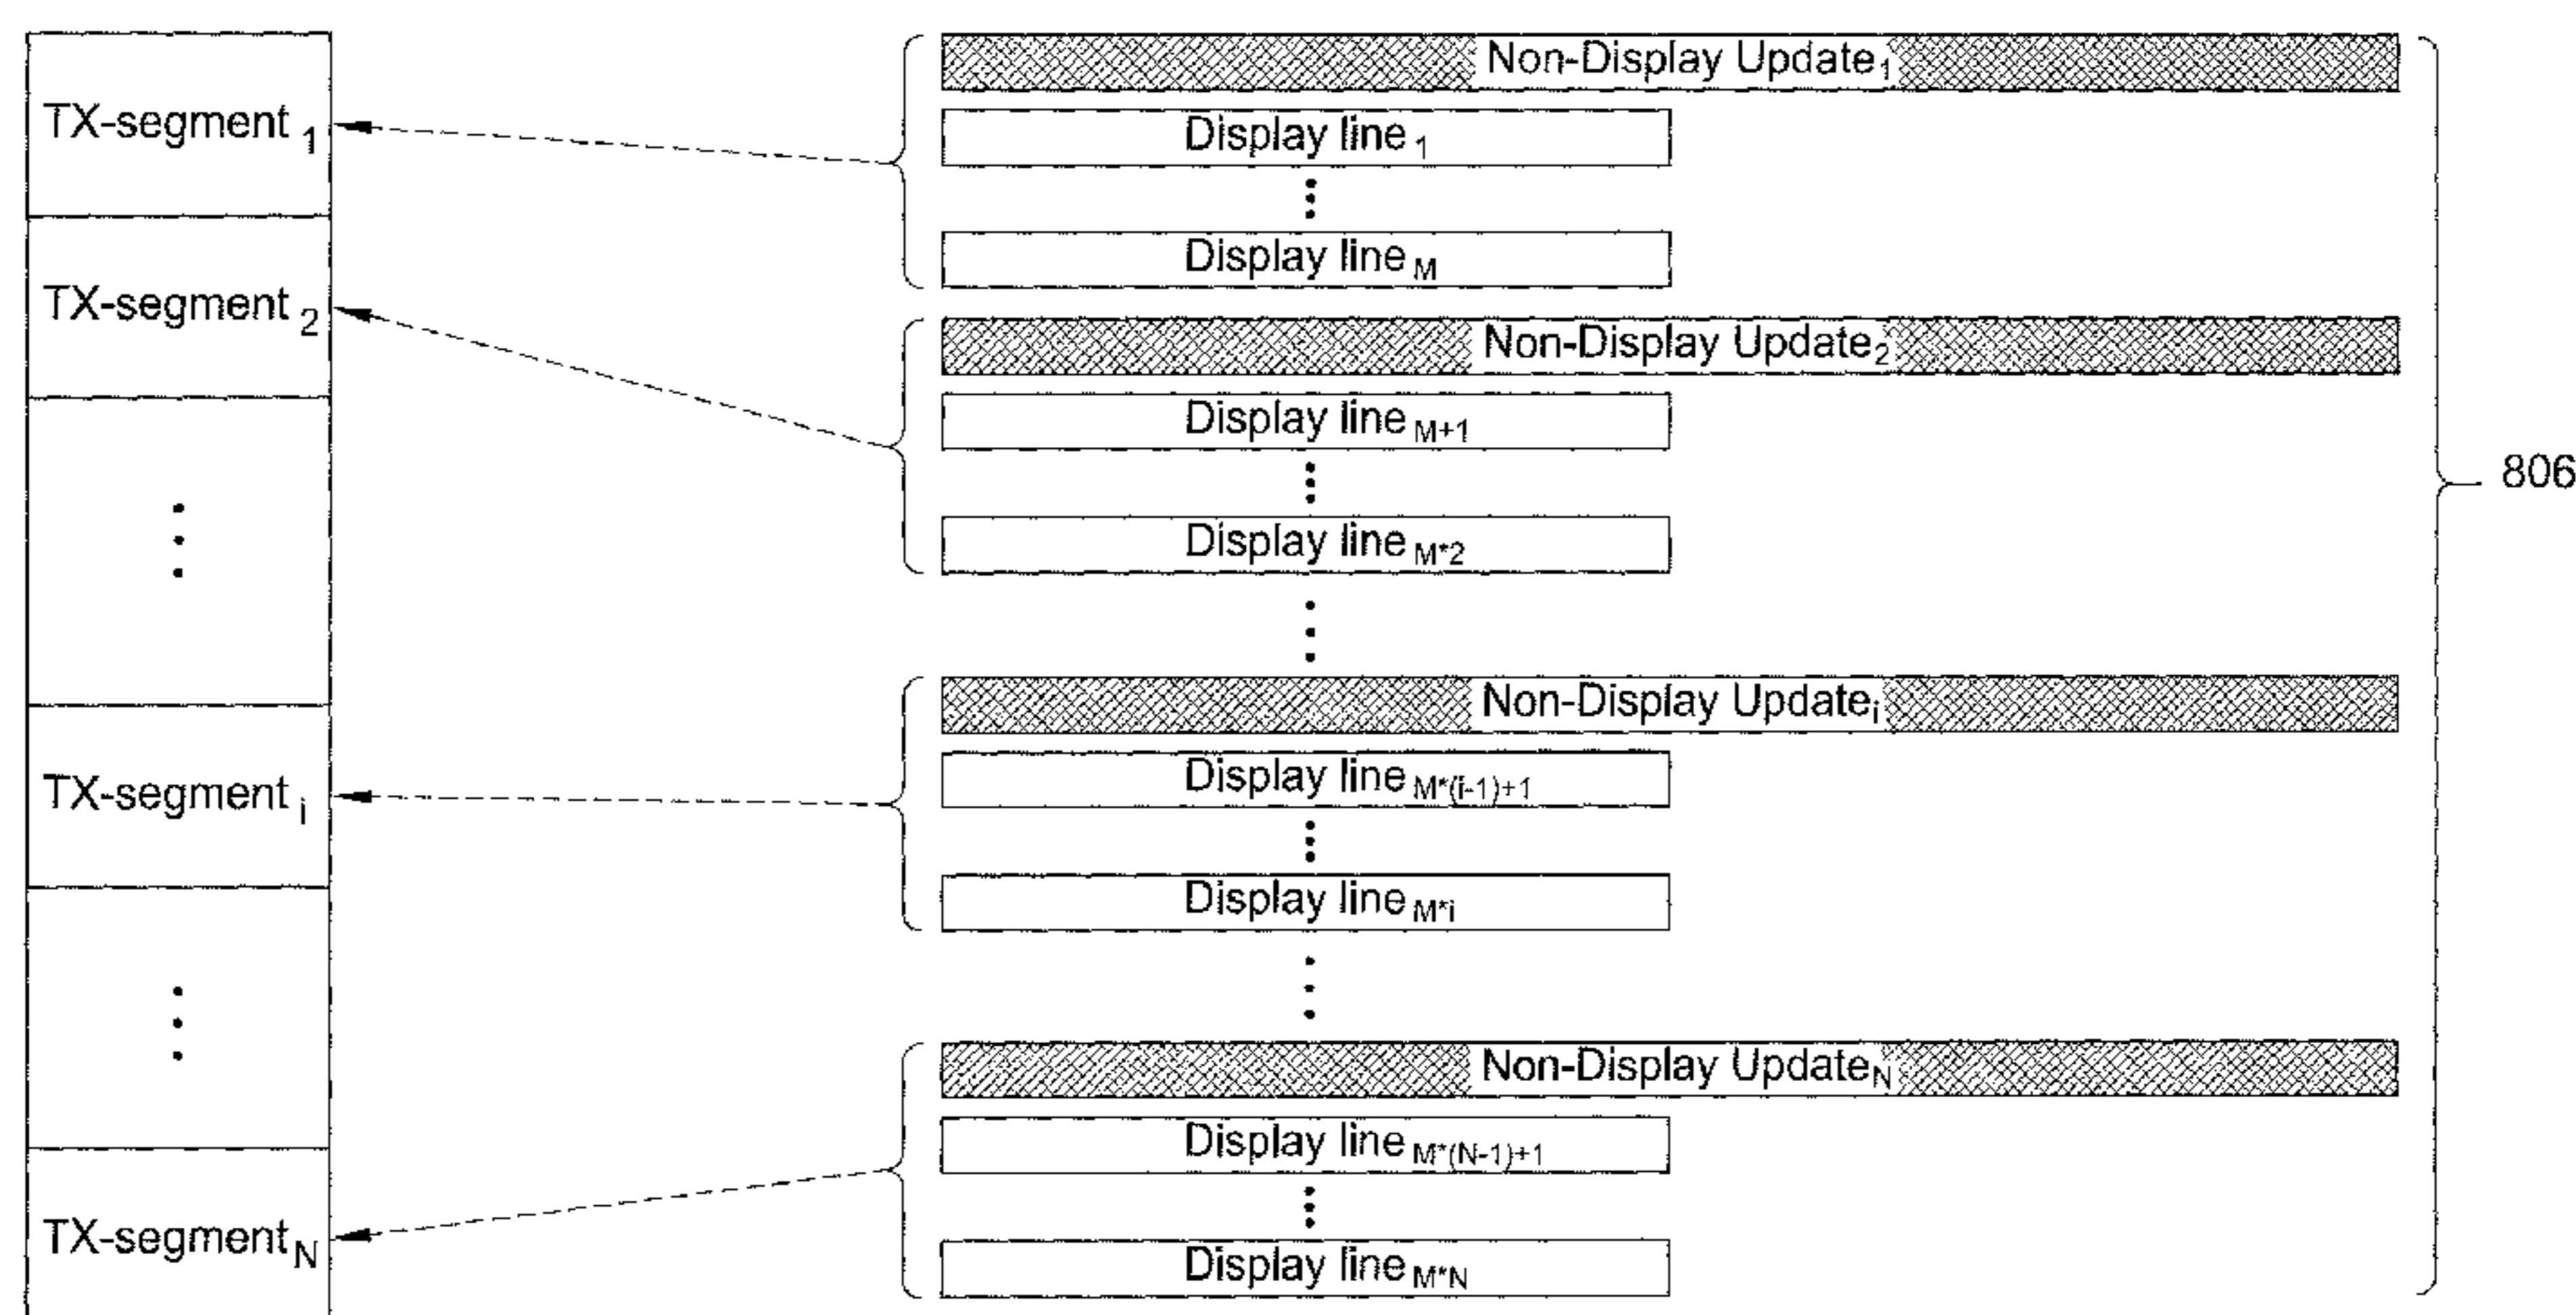 TX-segment 1
TX-segment 2
TX-segment i
TX-segment N
Non-Display Update1
Display line 1
Display line M
Non-Display Update2
Display line M+1
Display line M*2
Non-Display Updatei
Display line M*(i-1)+1
Display line M*i
Non-Display UpdateN
Display line M*(N-1)+1
Display line M*N
806